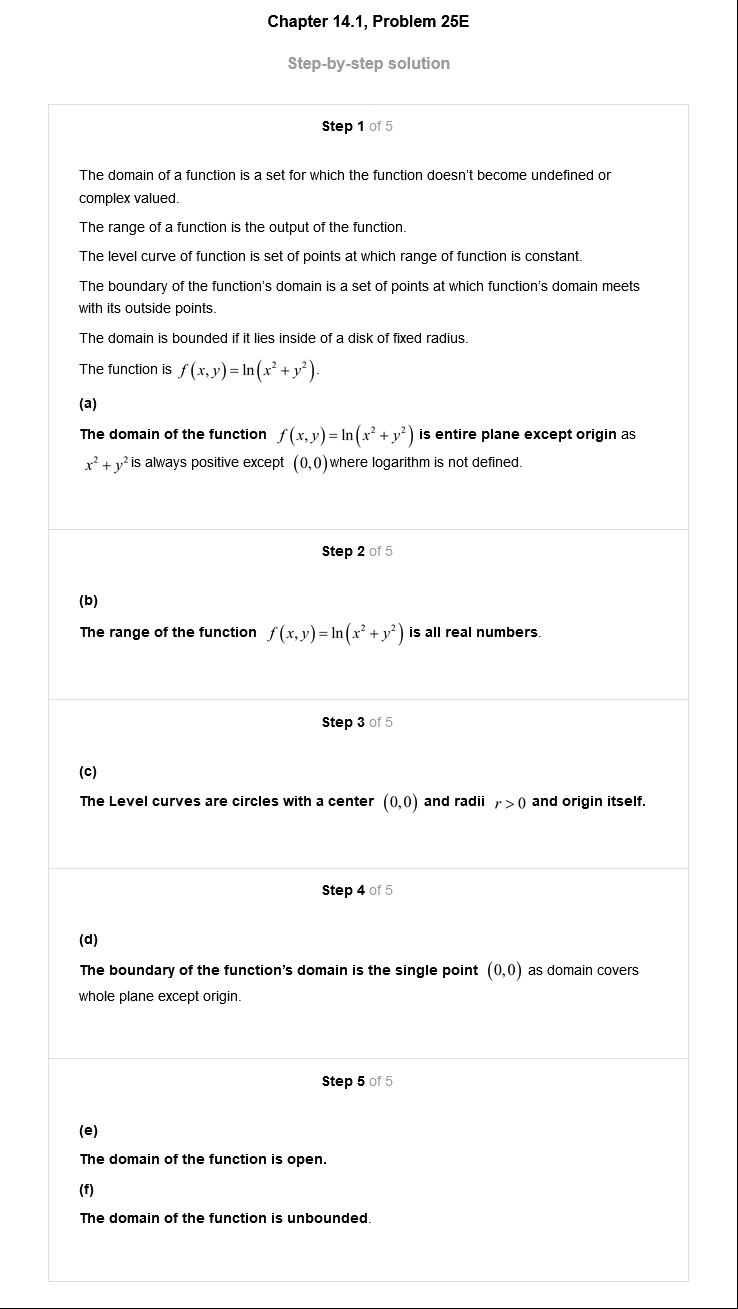 Chapter 14.1, Problem 25E
Step-by-step solution
Step 1 of 5
The domain of a function is a set for which the function doesn't become undefined or
complex valued.
The range of a function is the output of the function.
The level curve of function is set of points at which range of function is constant.
The boundary of the function's domain is a set of points at which function's domain meets
with its outside points.
The domain is bounded if it lies inside of a disk of fixed radius.
The function is f(x,y)=ln(x²+y²).
(a)
The domain of the function f(x,y)=ln(x²+y²) is entire plane except origin as
x²+y² is always positive except (0,0) where logarithm is not defined.
Step 2 of 5
(b)
The range of the function f(x,y)=ln(x²+y²) is all real numbers.
Step 3 of 5
(c)
The Level curves are circles with a center (0,0) and radii r>0 and origin itself.
Step 4 of 5
(d)
The boundary of the function's domain is the single point (0,0) as domain covers
whole plane except origin.
Step 5 of 5
(e)
The domain of the function is open.
(f)
The domain of the function is unbounded.